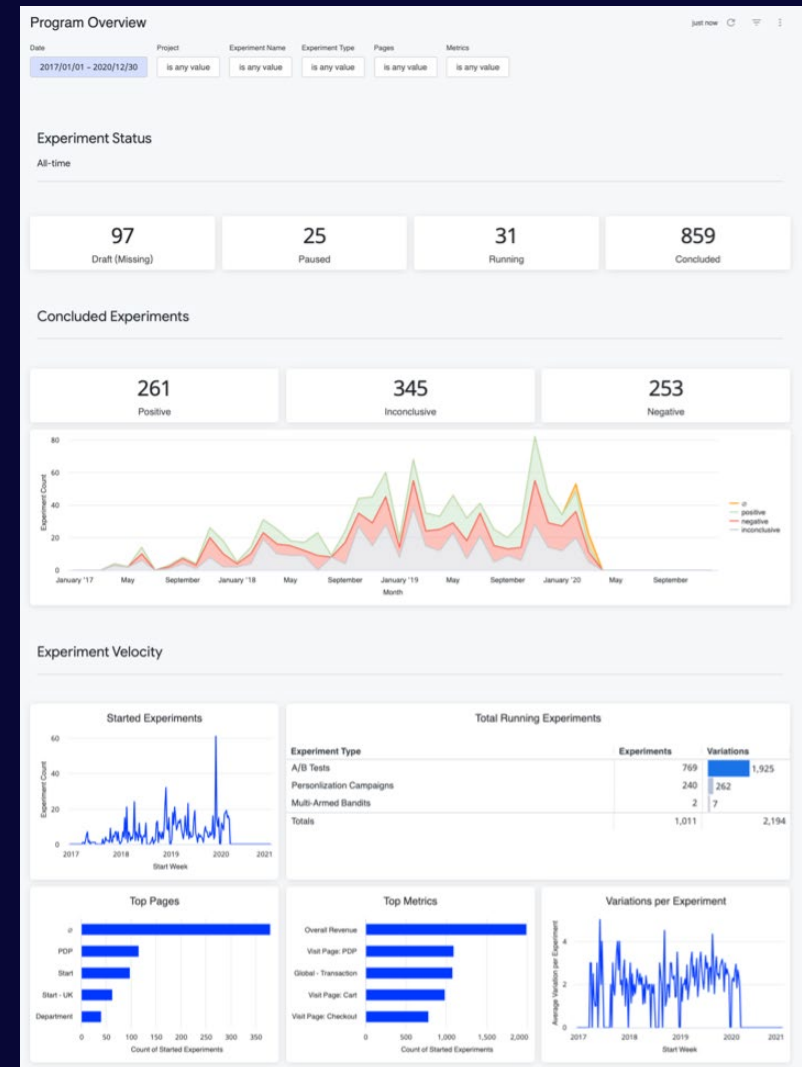 Program Overview
just now
Date Project Experiment Name Experiment Type Pages Metrics
2017/01/01 – 2020/12/30 is any value is any value is any value is any value is any value
Experiment Status
All-time
97 25 31 859
Draft (Missing) Paused Running Concluded
Concluded Experiments
261 345 253
Positive Inconclusive Negative
80
60
40
20
0
Experiment Count
January '17 May September January '18 May September January '19 May September January '20 May September
Month
ø
positive
negative
inconclusive
Experiment Velocity
Started Experiments
60
40
20
0
Experiment Count
2017 2018 2019 2020 2021
Start Week
Total Running Experiments
Experiment Type Experiments Variations
A/B Tests 769 1,925
Personlization Campaigns 240 262
Multi-Armed Bandits 2 7
Totals 1,011 2,194
Top Pages
ø
PDP
Start
Start - UK
Department
0 50 100 150 200 250 300 350
Count of Started Experiments
Top Metrics
Overall Revenue
Visit Page: PDP
Global - Transaction
Visit Page: Cart
Visit Page: Checkout
0 500 1,000 1,500 2,000
Count of Started Experiments
Variations per Experiment
4
2
0
Average Variation per Experiment
2017 2018 2019 2020 2021
Start Week